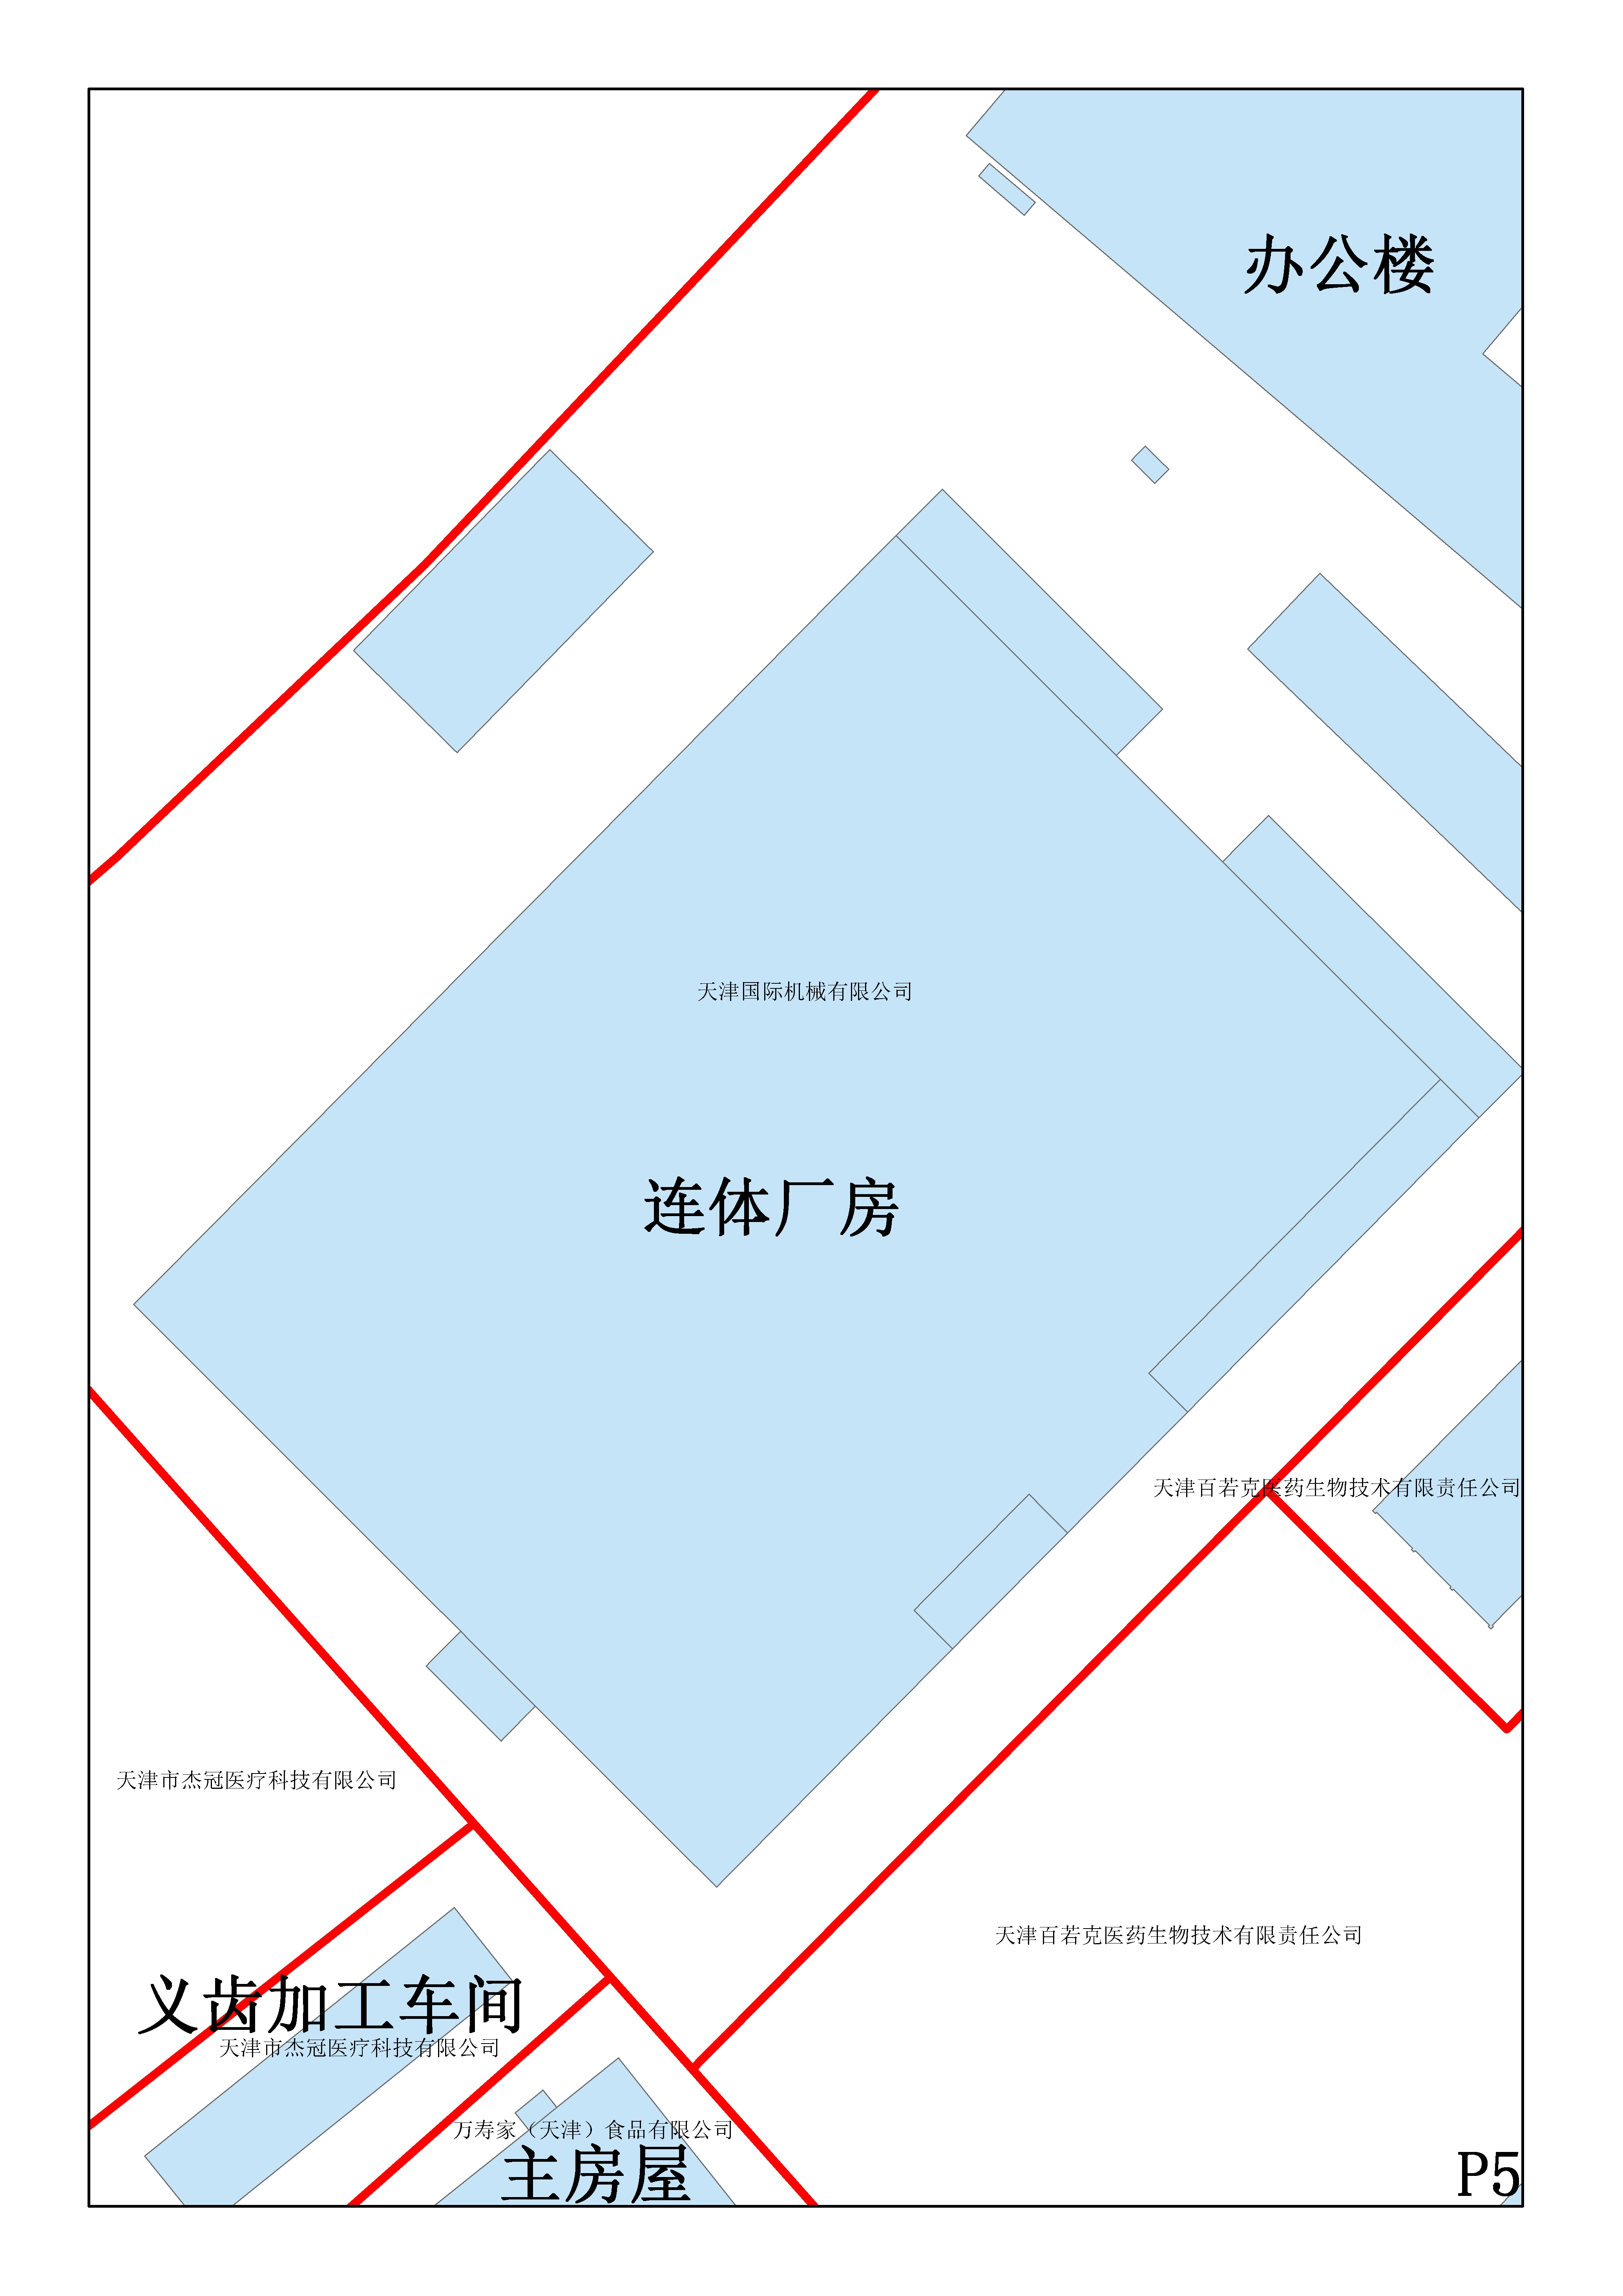 办公楼
天津国际机械有限公司
连体厂房
天津百若克医药生物技术有限责任公司
天津市杰冠医疗科技有限公司
天津百若克医药生物技术有限责任公司
义齿加工车间
天津市杰冠医疗科技有限公司
万寿家（天津）食品有限公司
主房屋
P5